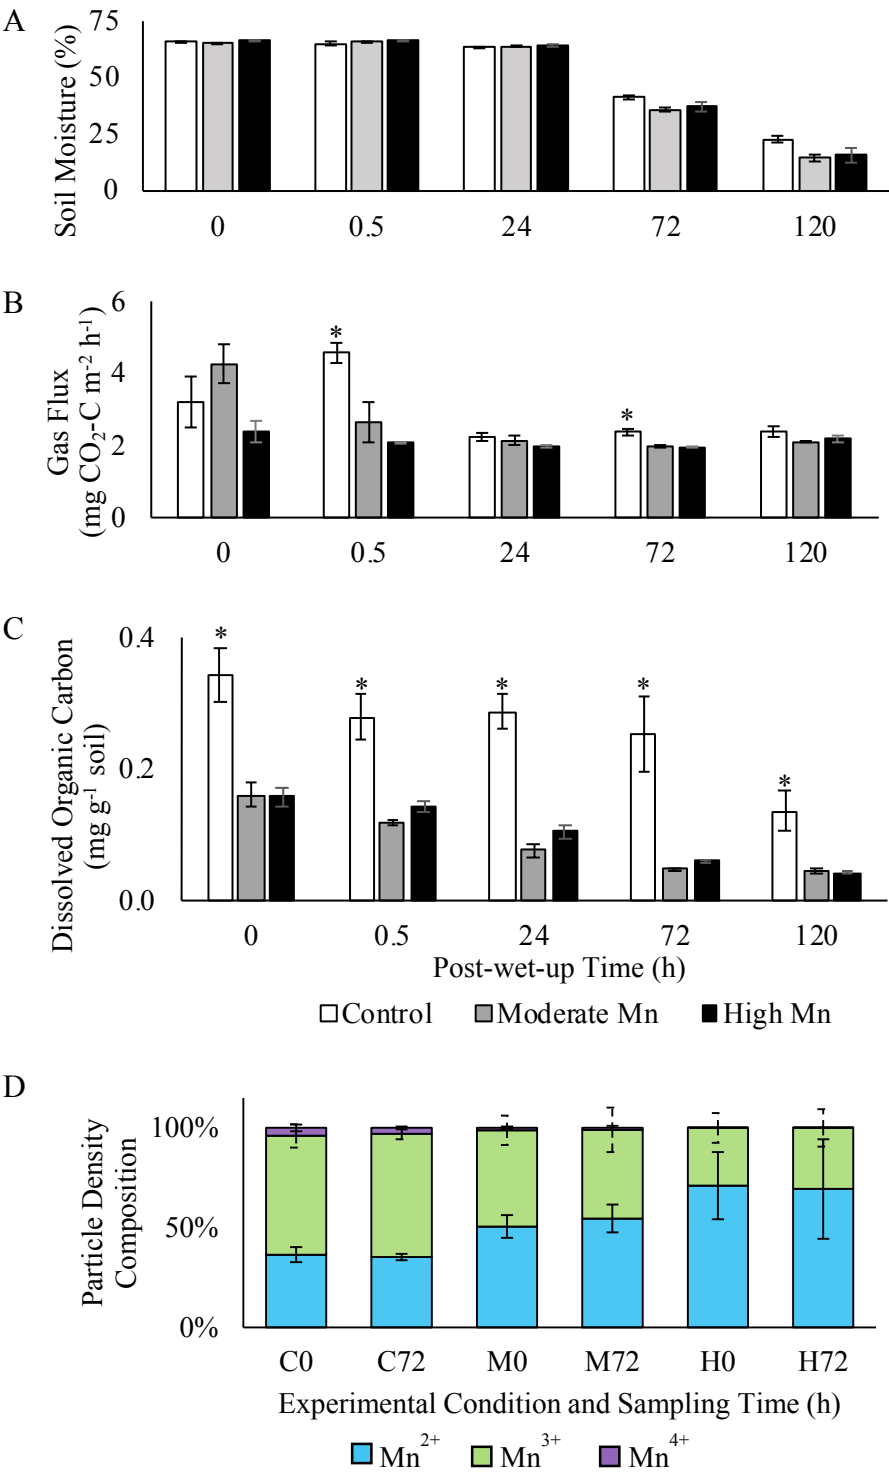 A
Soil Moisture (%)
75
50
25
0
0 0.5 24 72 120
B
Gas Flux
(mg CO₂-C m⁻² h⁻¹)
6
4
2
0
*
*
0 0.5 24 72 120
C
Dissolved Organic Carbon
(mg g⁻¹ soil)
0.4
0.2
0.0
*
*
*
*
*
0 0.5 24 72 120
Post-wet-up Time (h)
Control Moderate Mn High Mn
D
Particle Density
Composition
100%
50%
0%
C0 C72 M0 M72 H0 H72
Experimental Condition and Sampling Time (h)
Mn²⁺ Mn³⁺ Mn⁴⁺